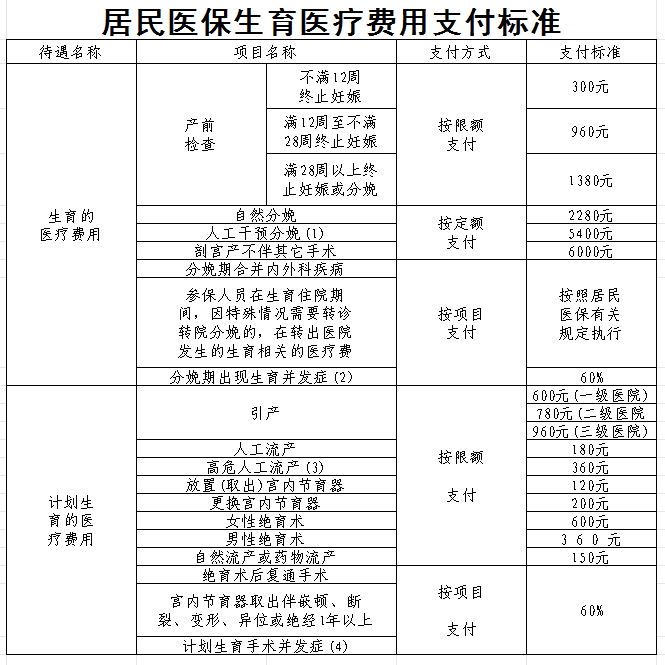 居民医保生育医疗费用支付标准
待遇名称 项目名称 支付方式 支付标准
生育的
医疗费用
产前
检查
不满12周
终止妊娠
按限额
支付
300元
满12周至不满
28周终止妊娠
960元
满28周以上终
止妊娠或分娩
1380元
自然分娩
按定额
支付
2280元
人工干预分娩(1)
5400元
剖宫产不伴其它手术
6000元
分娩期合并内外科疾病
按项目
支付
按照居民
医保有关
规定执行
参保人员在生育住院期
间,因特殊情况需要转诊
转院分娩的,在转出医院
发生的生育相关的医疗费
分娩期出现生育并发症(2)
60%
计划生
育的医
疗费用
引产
按限额
支付
600元(一级医院)
780元(二级医院
960元(三级医院)
人工流产
180元
高危人工流产(3)
360元
放置(取出)宫内节育器
120元
更换宫内节育器
200元
女性绝育术
600元
男性绝育术
3 6 0 元
自然流产或药物流产
150元
绝育术后复通手术
按项目
支付
60%
宫内节育器取出伴嵌顿、断
裂、变形、异位或绝经1年以上
计划生育手术并发症(4)